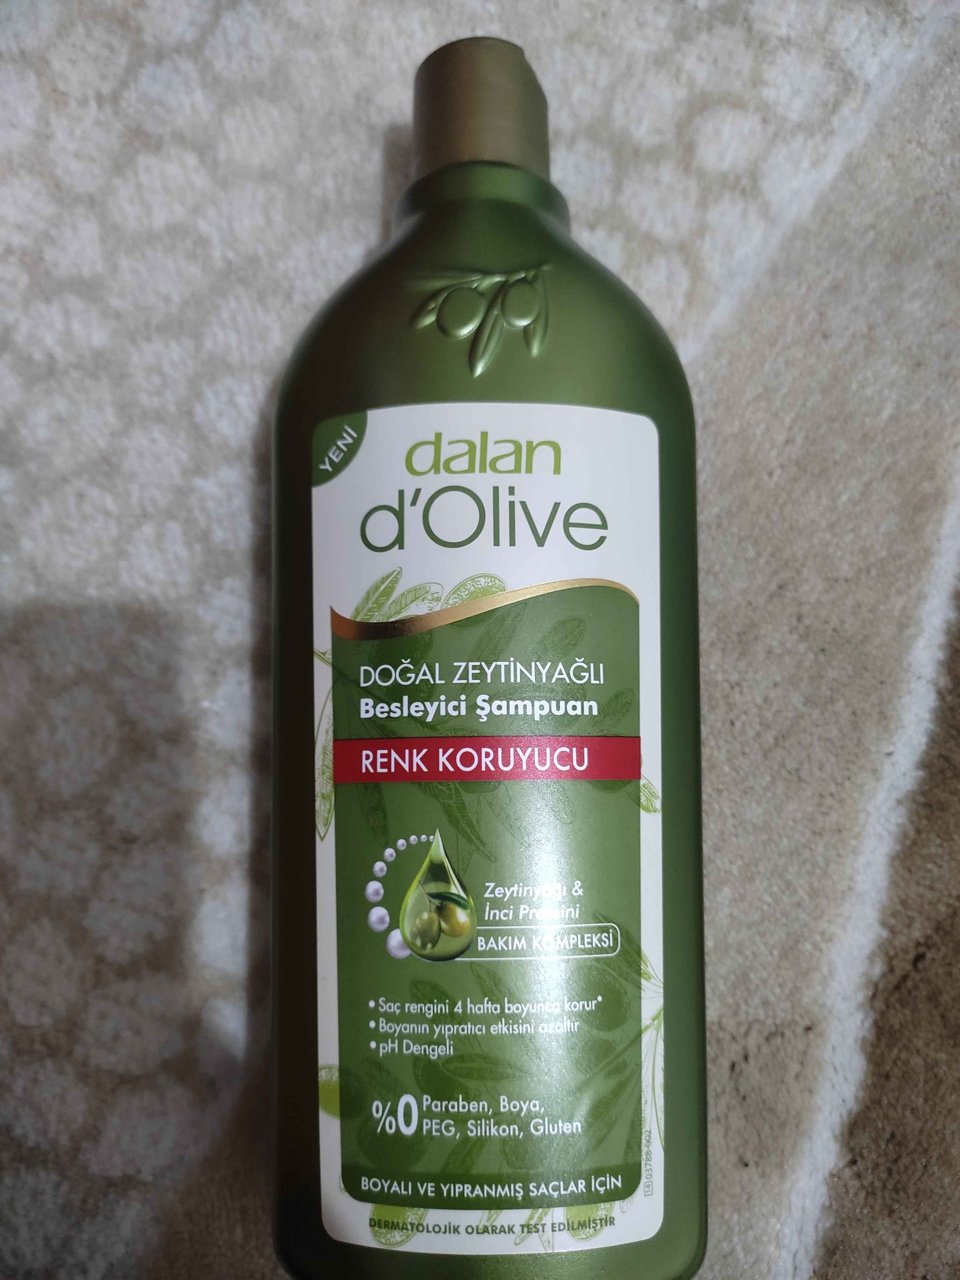 YENİ
dalan
d'Olive
DOĞAL ZEYTİNYAĞLI
Besleyici Şampuan
RENK KORUYUCU
Zeytinyağı &
İnci Proteini
BAKIM KOMPLEKSİ
• Saç rengini 4 hafta boyunca korur*
• Boyanın yıpratıcı etkisini azaltır
• pH Dengeli
%0 Paraben, Boya,
PEG, Silikon, Gluten
BOYALI VE YIPRANMIŞ SAÇLAR İÇİN
DERMATOLOJİK OLARAK TEST EDİLMİŞTİR